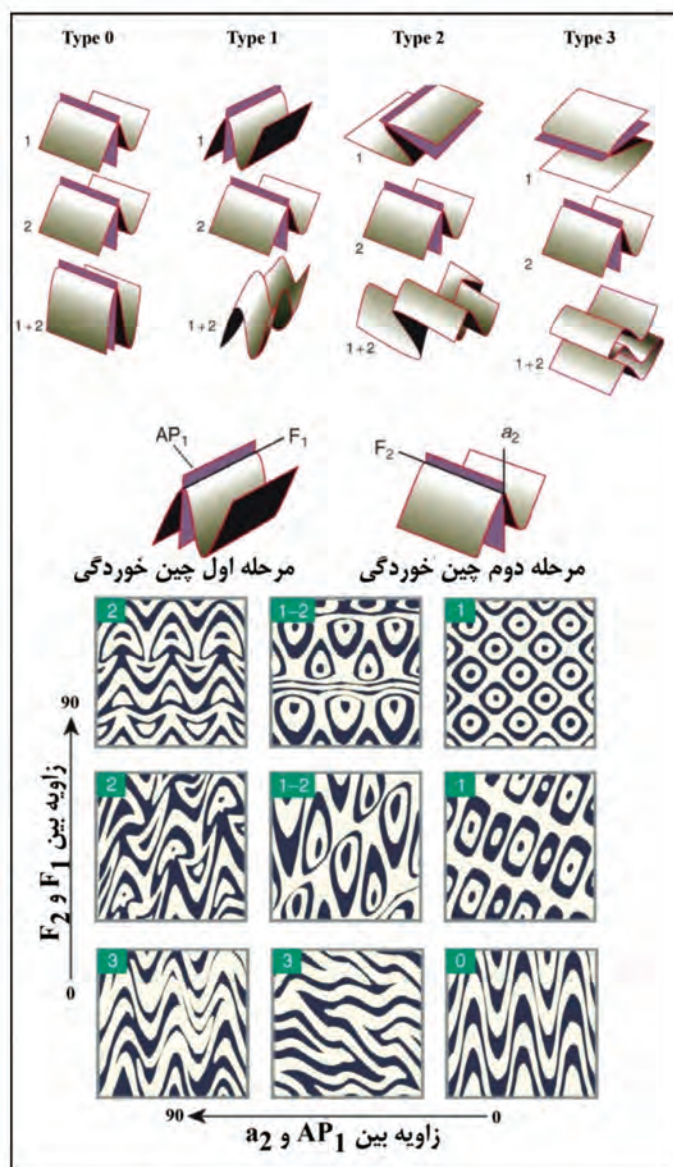 Type 0 Type 1 Type 2 Type 3
1 1 1 1
2 2 2 2
1+2 1+2 1+2 1+2
AP1 F1 F2 a2
مرحله اول چین خوردگی مرحله دوم چین خوردگی
2 1-2 1
90
2 1-2 1
زاویه بین F1 و F2
0
3 3 0
90 0
زاویه بین AP1 و a2